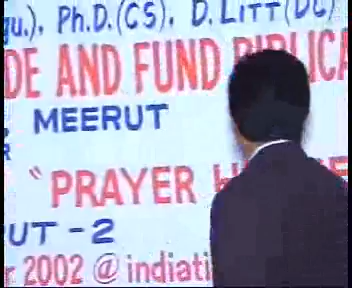 gu.), Ph.D.(CS), D.LITT(DC)
DE AND FUND
MEERUT
R
"PRAYER
UT-2
r 2002@indiati